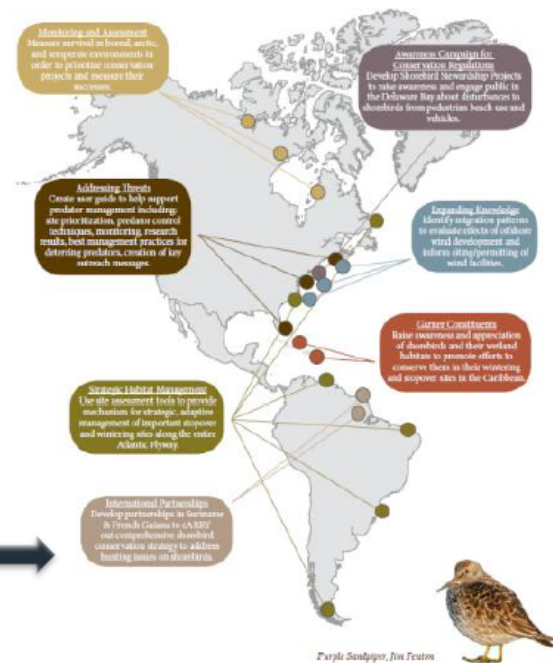 Monitoring and Assessment
Measure survival in boreal, arctic,
and temperate environments in
order to prioritize conservation
projects and measure their
successes.
Awareness Campaign for
Conservation Regulations
Develop Shorebird Stewardship Projects
to raise awareness and engage public in
the Delaware Bay about disturbances to
shorebirds from pedestrian beach use and
vehicles.
Addressing Threats
Create user guide to help support
predator management including:
site prioritization, predator control
techniques, monitoring, research
results, best management practices for
deterring predators, creation of key
outreach messages.
Expanding Knowledge
Identify migration patterns
to evaluate effects of offshore
wind development and
inform siting/permitting of
wind facilities.
Garner Constituents
Raise awareness and appreciation
of shorebirds and their wetland
habitats to promote efforts to
conserve them in their wintering
and stopover sites in the Caribbean.
Strategic Habitat Management
Use site assessment tools to provide
mechanism for strategic, adaptive
management of important stopover
and wintering sites along the entire
Atlantic Flyway.
International Partnerships
Develop partnerships in Suriname
& French Guiana to cARRY
out comprehensive shorebird
conservation strategy to address
hunting issues on shorebirds.
Purple Sandpiper, Jim Fenton